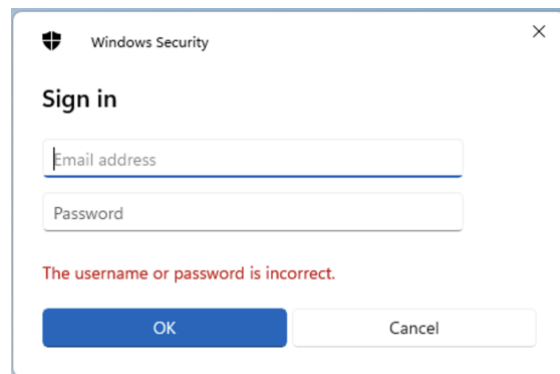 Windows Security
Sign in
Email address
Password
The username or password is incorrect.
OK
Cancel